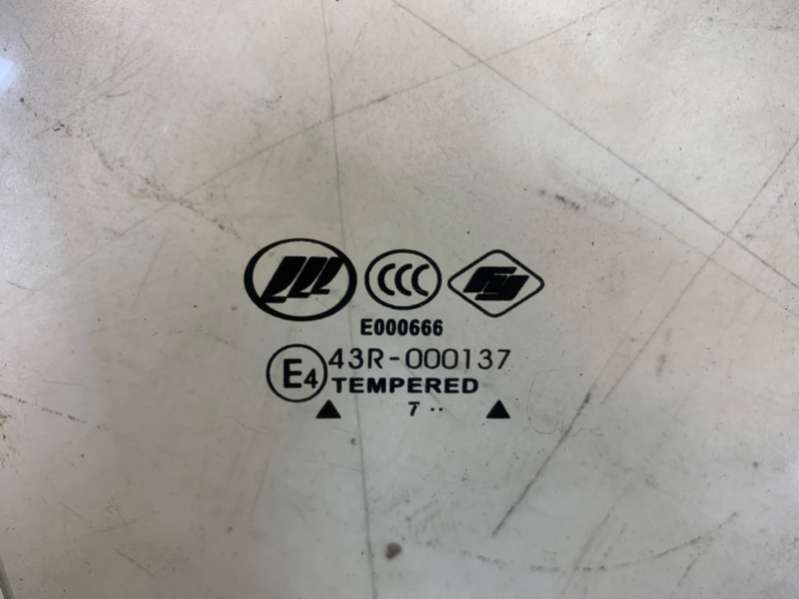 CCC
E000666
E4 43R-000137
TEMPERED
7 ..